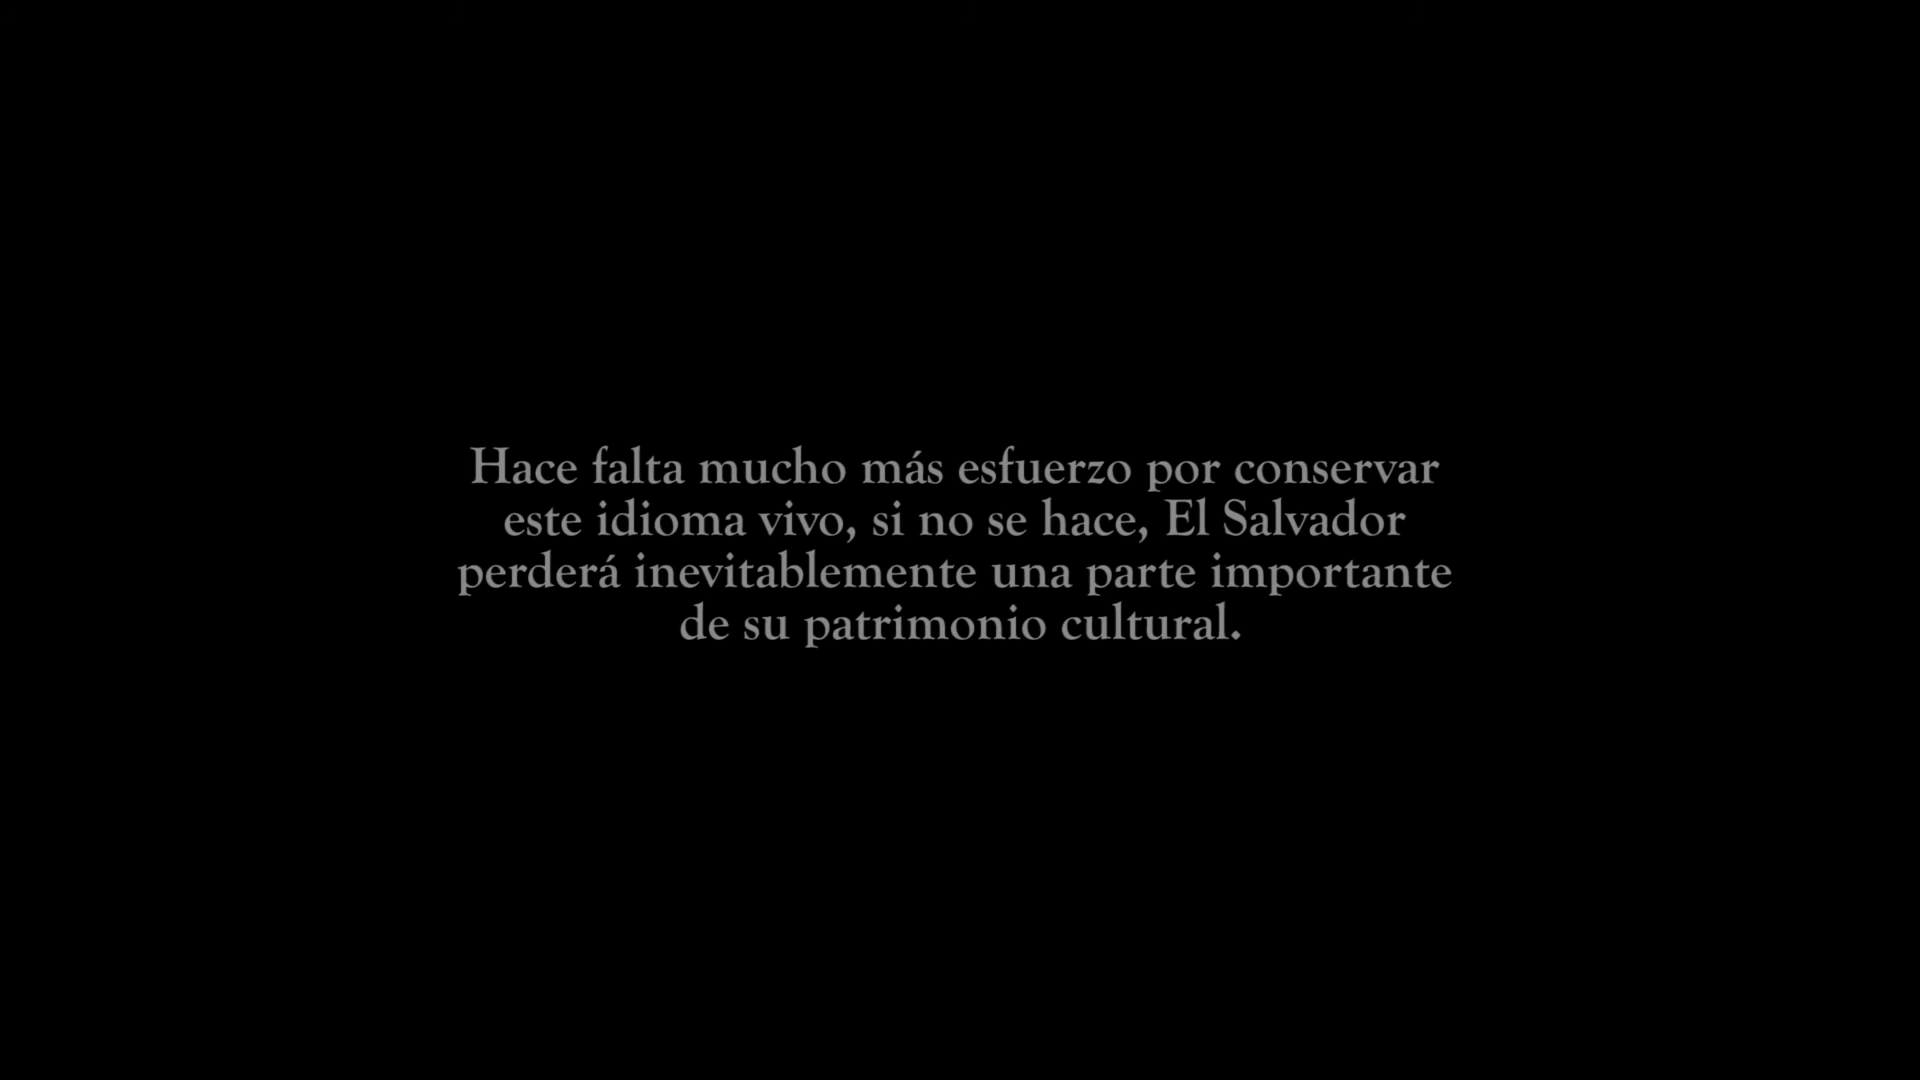 Hace falta mucho más esfuerzo por conservar
este idioma vivo, si no se hace, El Salvador
perderá inevitablemente una parte importante
de su patrimonio cultural.